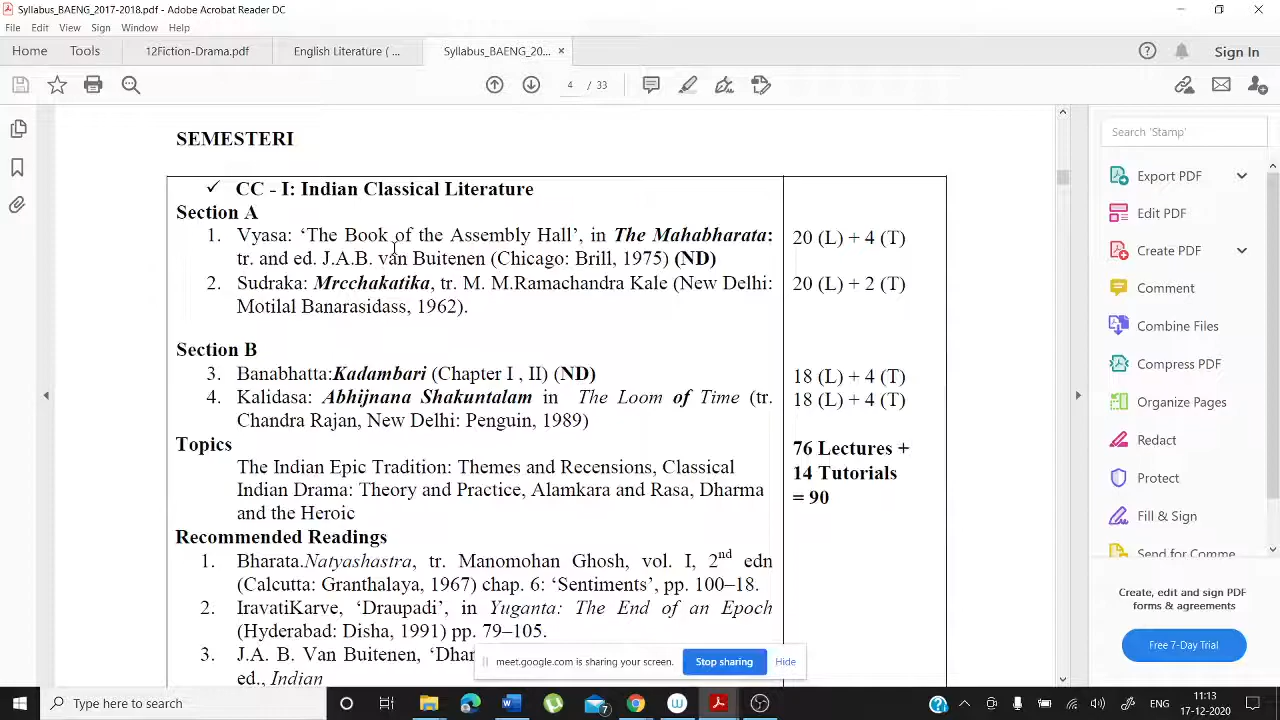 Syllabus_BAENG_2017-2018.pdf - Adobe Acrobat Reader DC
File Edit View Sign Window Help
Home Tools 12Fiction-Drama.pdf English Literature ( ... Syllabus_BAENG_20... × Sign In
4 / 33
SEMESTERI
✓ CC - I: Indian Classical Literature
Section A
1. Vyasa: ‘The Book of the Assembly Hall’, in The Mahabharata: 20 (L) + 4 (T)
tr. and ed. J.A.B. van Buitenen (Chicago: Brill, 1975) (ND)
2. Sudraka: Mrcchakatika, tr. M. M.Ramachandra Kale (New Delhi: 20 (L) + 2 (T)
Motilal Banarasidass, 1962).
Section B
3. Banabhatta:Kadambari (Chapter I , II) (ND) 18 (L) + 4 (T)
4. Kalidasa: Abhijnana Shakuntalam in The Loom of Time (tr. 18 (L) + 4 (T)
Chandra Rajan, New Delhi: Penguin, 1989)
Topics
76 Lectures +
14 Tutorials
= 90
The Indian Epic Tradition: Themes and Recensions, Classical
Indian Drama: Theory and Practice, Alamkara and Rasa, Dharma
and the Heroic
Recommended Readings
1. Bharata.Natyashastra, tr. Manomohan Ghosh, vol. I, 2nd edn
(Calcutta: Granthalaya, 1967) chap. 6: ‘Sentiments’, pp. 100–18.
2. IravatiKarve, ‘Draupadi’, in Yuganta: The End of an Epoch
(Hyderabad: Disha, 1991) pp. 79–105.
3. J.A. B. Van Buitenen, ‘Dhar
ed., Indian
meet.google.com is sharing your screen. Stop sharing Hide
Search 'Stamp'
Export PDF
Edit PDF
Create PDF
Comment
Combine Files
Compress PDF
Organize Pages
Redact
Protect
Fill & Sign
Send for Comme
Create, edit and sign PDF
forms & agreements
Free 7-Day Trial
Type here to search
7
ENG
11:13
17-12-2020